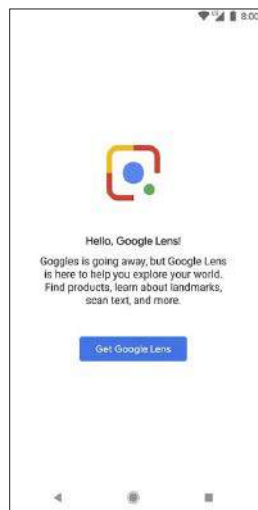 8:00
Hello, Google Lens!
Goggles is going away, but Google Lens
is here to help you explore your world.
Find products, learn about landmarks,
scan text, and more.
Get Google Lens